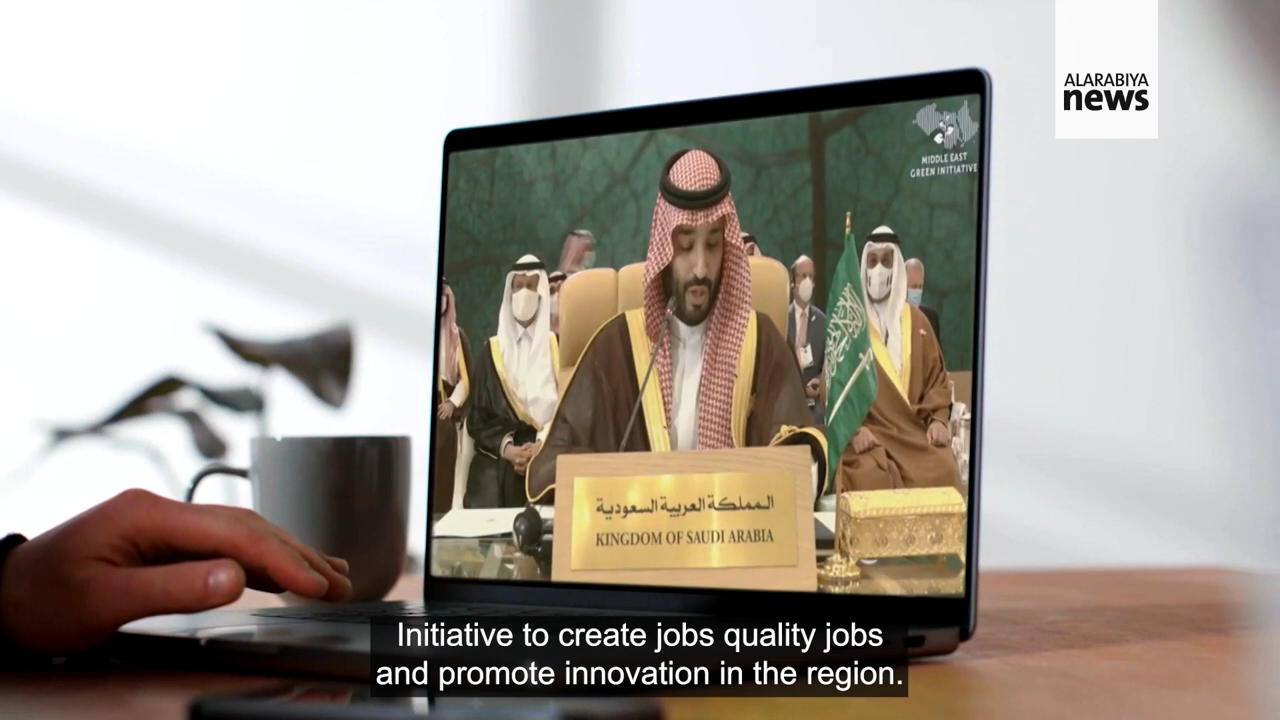 ALARABIYA
news
MIDDLE EAST
GREEN INITIATIVE
المملكة العربية السعودية
KINGDOM OF SAUDI ARABIA
Initiative to create jobs quality jobs
and promote innovation in the region.